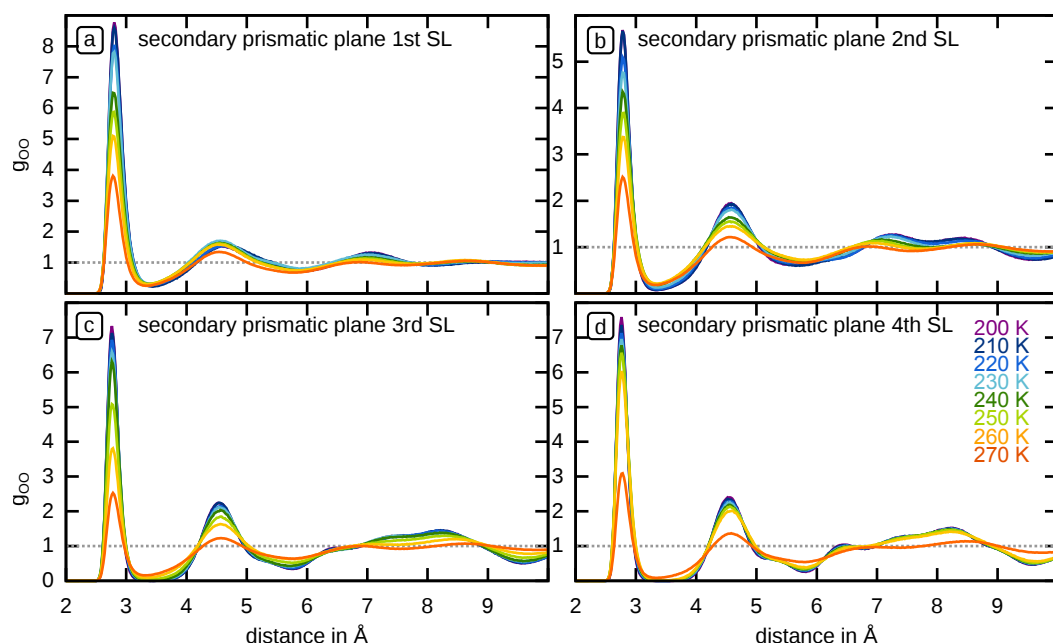 a secondary prismatic plane 1st SL
8
7
6
5
4
3
2
1
gOO
b secondary prismatic plane 2nd SL
5
4
3
2
1
c secondary prismatic plane 3rd SL
7
6
5
4
3
2
1
0
gOO
2 3 4 5 6 7 8 9
distance in Å
d secondary prismatic plane 4th SL
200 K
210 K
220 K
230 K
240 K
250 K
260 K
270 K
7
6
5
4
3
2
1
0
2 3 4 5 6 7 8 9
distance in Å